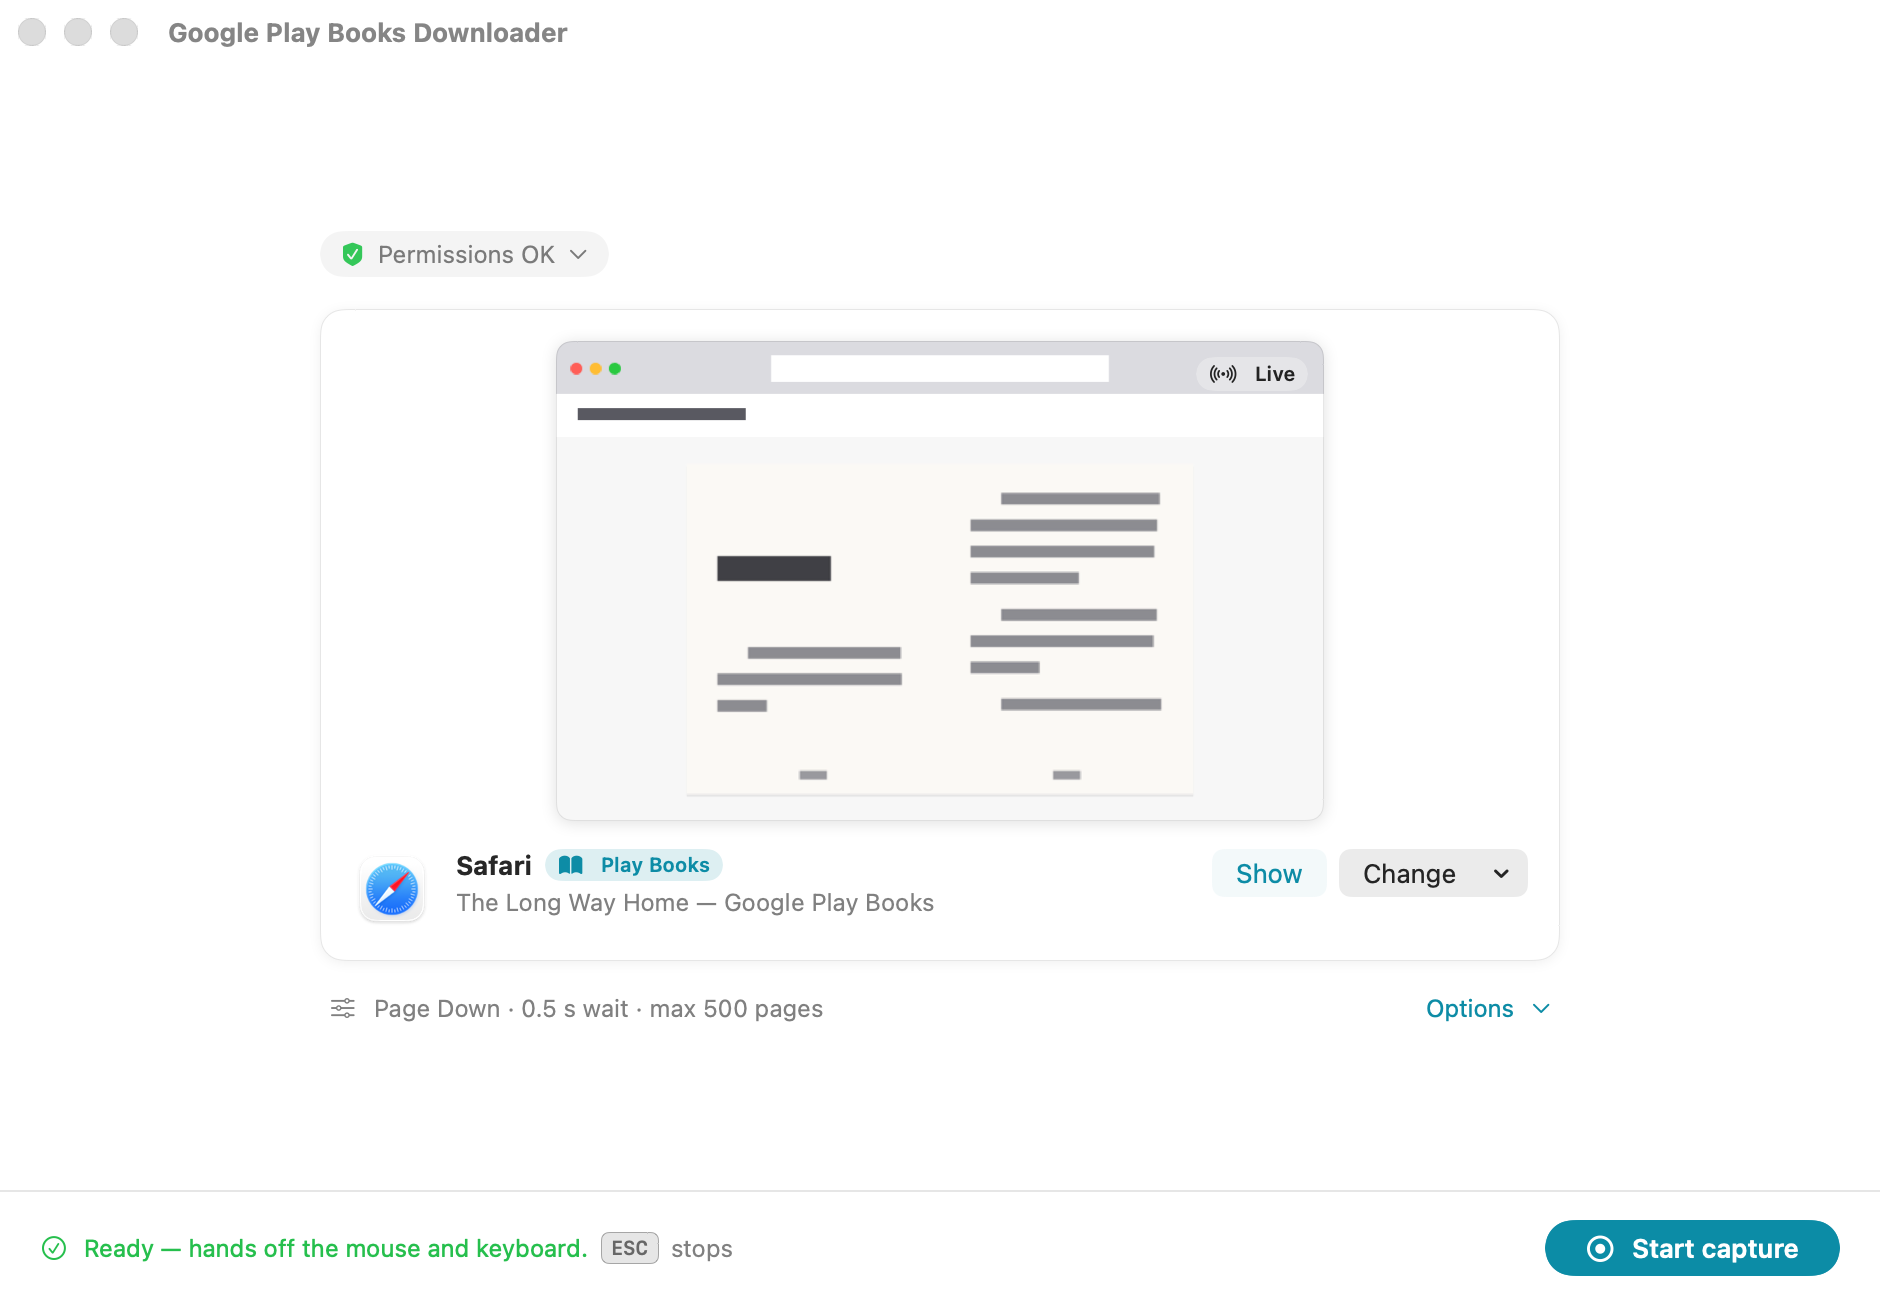 Google Play Books Downloader
Permissions OK
Live
Safari
Play Books
The Long Way Home — Google Play Books
Show
Change
Page Down · 0.5 s wait · max 500 pages
Options
Ready — hands off the mouse and keyboard. ESC stops
Start capture